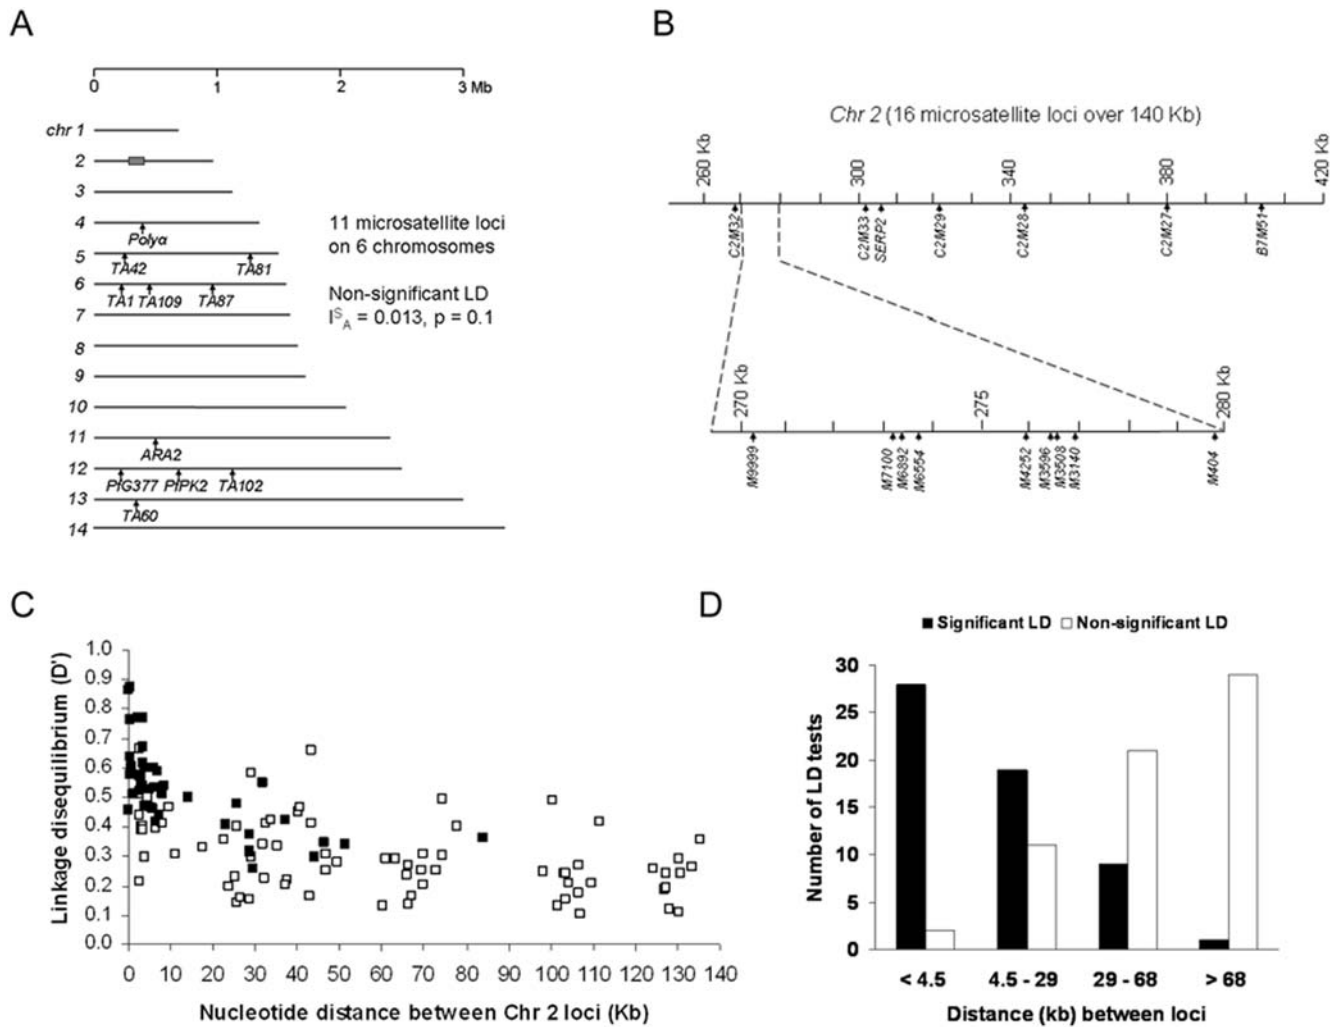 A
0 1 2 3 Mb
chr 1
2
3
4
Polyα
5
TA42 TA81
6
TA1 TA109 TA87
7
8
9
10
11
ARA2
12
PfG377 PfPK2 TA102
13
TA60
14
11 microsatellite loci
on 6 chromosomes
Non-significant LD
I^S_A = 0.013, p = 0.1
B
Chr 2 (16 microsatellite loci over 140 Kb)
260 Kb 300 340 380 420 Kb
C2M32 C2M33 SERP2 C2M29 C2M28 C2M27 B7M51
270 Kb 275 280 Kb
M9999 M7100 M6892 M6554 M4252 M3596 M3508 M3140 M404
C
Linkage disequilibrium (D')
1.0
0.9
0.8
0.7
0.6
0.5
0.4
0.3
0.2
0.1
0.0
0 10 20 30 40 50 60 70 80 90 100 110 120 130 140
Nucleotide distance between Chr 2 loci (Kb)
D
Significant LD Non-significant LD
Number of LD tests
30
25
20
15
10
5
0
< 4.5 4.5 - 29 29 - 68 > 68
Distance (kb) between loci